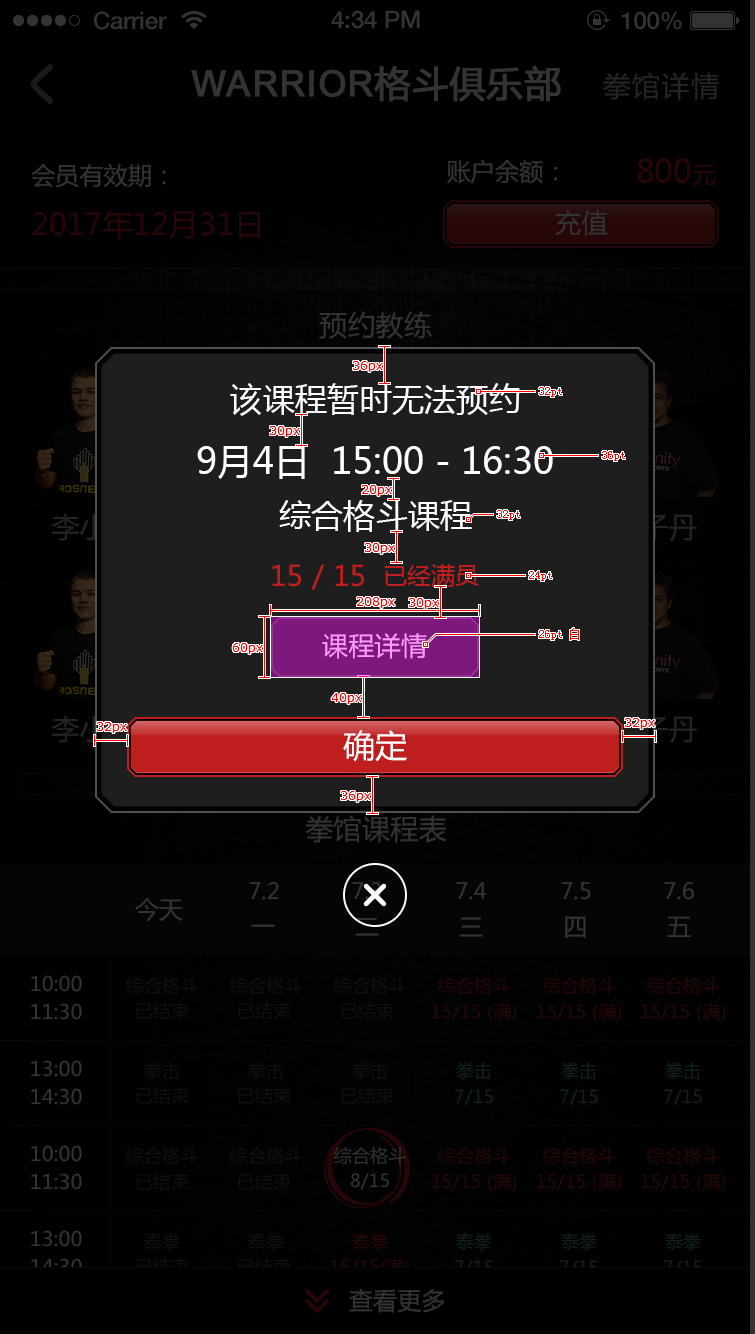 Carrier 4:34 PM 100%
WARRIOR格斗俱乐部 拳馆详情
会员有效期： 账户余额： 800元
2017年12月31日 充值
预约教练
36px
该课程暂时无法预约 32pt
30px
9月4日 15:00 - 16:30 36pt
20px
综合格斗课程 32pt
李小 子丹
30px
15 / 15 已经满员 24pt
208px 30px
60px 课程详情 26pt 白
40px
32px 32px
李小 确定 子丹
36px
拳馆课程表
今天 7.2 7.4 7.5 7.6
一 三 四 五
10:00 综合格斗 综合格斗 综合格斗 综合格斗 综合格斗 综合格斗
11:30 已结束 已结束 已结束 15/15 (满) 15/15 (满) 15/15 (满)
13:00 拳击 拳击 拳击 拳击 拳击 拳击
14:30 已结束 已结束 已结束 7/15 7/15 7/15
10:00 综合格斗 综合格斗 综合格斗 综合格斗 综合格斗 综合格斗
11:30 已结束 已结束 8/15 15/15 (满) 15/15 (满) 15/15 (满)
13:00 泰拳 泰拳 泰拳 泰拳 泰拳 泰拳
14:30 已结束 已结束 15/15(满) 7/15 7/15 7/15
查看更多